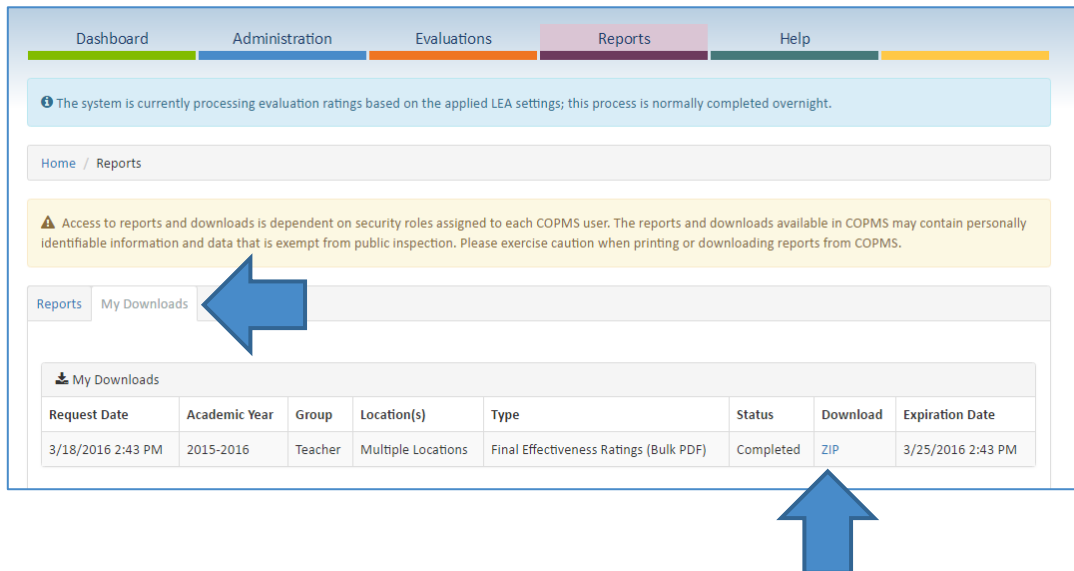 Dashboard Administration Evaluations Reports Help
The system is currently processing evaluation ratings based on the applied LEA settings; this process is normally completed overnight.
Home / Reports
Access to reports and downloads is dependent on security roles assigned to each COPMS user. The reports and downloads available in COPMS may contain personally
identifiable information and data that is exempt from public inspection. Please exercise caution when printing or downloading reports from COPMS.
Reports My Downloads
My Downloads
Request Date Academic Year Group Location(s) Type Status Download Expiration Date
3/18/2016 2:43 PM 2015-2016 Teacher Multiple Locations Final Effectiveness Ratings (Bulk PDF) Completed ZIP 3/25/2016 2:43 PM